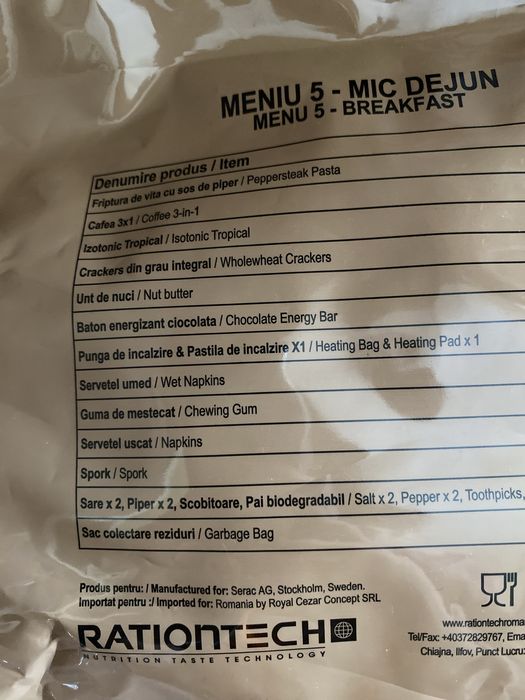 MENIU 5 - MIC DEJUN
MENU 5 - BREAKFAST
Denumire produs / Item
Friptura de vita cu sos de piper / Peppersteak Pasta
Cafea 3x1 / Coffee 3-in-1
Izotonic Tropical / Isotonic Tropical
Crackers din grau integral / Wholewheat Crackers
Unt de nuci / Nut butter
Baton energizant ciocolata / Chocolate Energy Bar
Punga de incalzire & Pastila de incalzire X1 / Heating Bag & Heating Pad x 1
Servetel umed / Wet Napkins
Guma de mestecat / Chewing Gum
Servetel uscat / Napkins
Spork / Spork
Sare x 2, Piper x 2, Scobitoare, Pai biodegradabil / Salt x 2, Pepper x 2, Toothpicks,
Sac colectare reziduri / Garbage Bag
Produs pentru: / Manufactured for: Serac AG, Stockholm, Sweden.
Importat pentru :/ Imported for: Romania by Royal Cezar Concept SRL
RATIONTECH
NUTRITION TASTE TECHNOLOGY
www.rationtechroma
Tel/Fax: +40372829767, Ema
Chiajna, Ilfov, Punct Lucru: